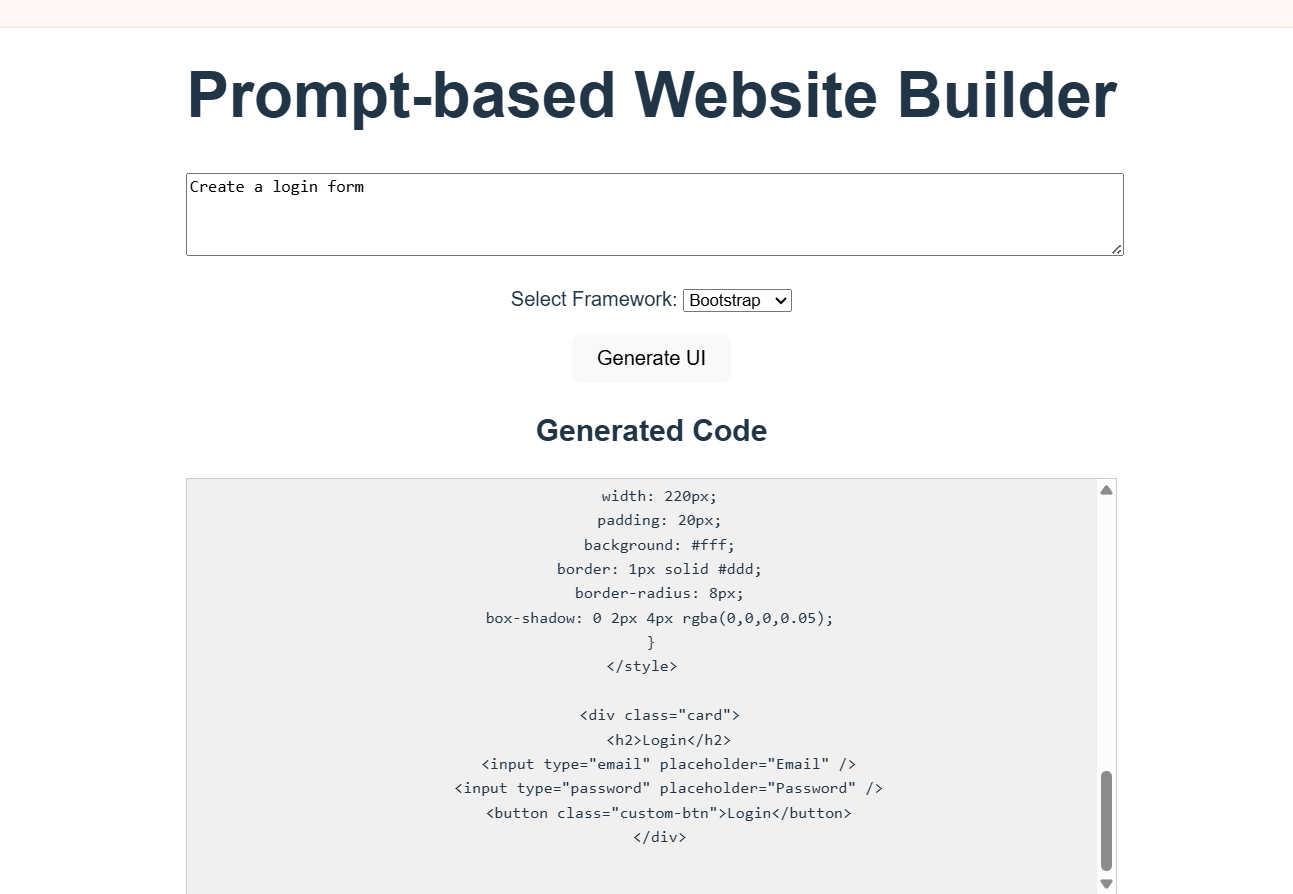 Prompt-based Website Builder
Create a login form
Select Framework: Bootstrap
Generate UI
Generated Code
width: 220px;
padding: 20px;
background: #fff;
border: 1px solid #ddd;
border-radius: 8px;
box-shadow: 0 2px 4px rgba(0,0,0,0.05);
}
</style>
<div class="card">
<h2>Login</h2>
<input type="email" placeholder="Email" />
<input type="password" placeholder="Password" />
<button class="custom-btn">Login</button>
</div>